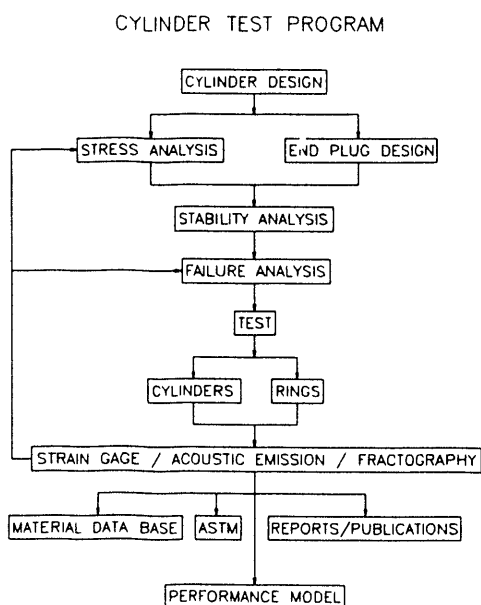 CYLINDER TEST PROGRAM
CYLINDER DESIGN
STRESS ANALYSIS
END PLUG DESIGN
STABILITY ANALYSIS
FAILURE ANALYSIS
TEST
CYLINDERS
RINGS
STRAIN GAGE / ACOUSTIC EMISSION / FRACTOGRAPHY
MATERIAL DATA BASE
ASTM
REPORTS/PUBLICATIONS
PERFORMANCE MODEL